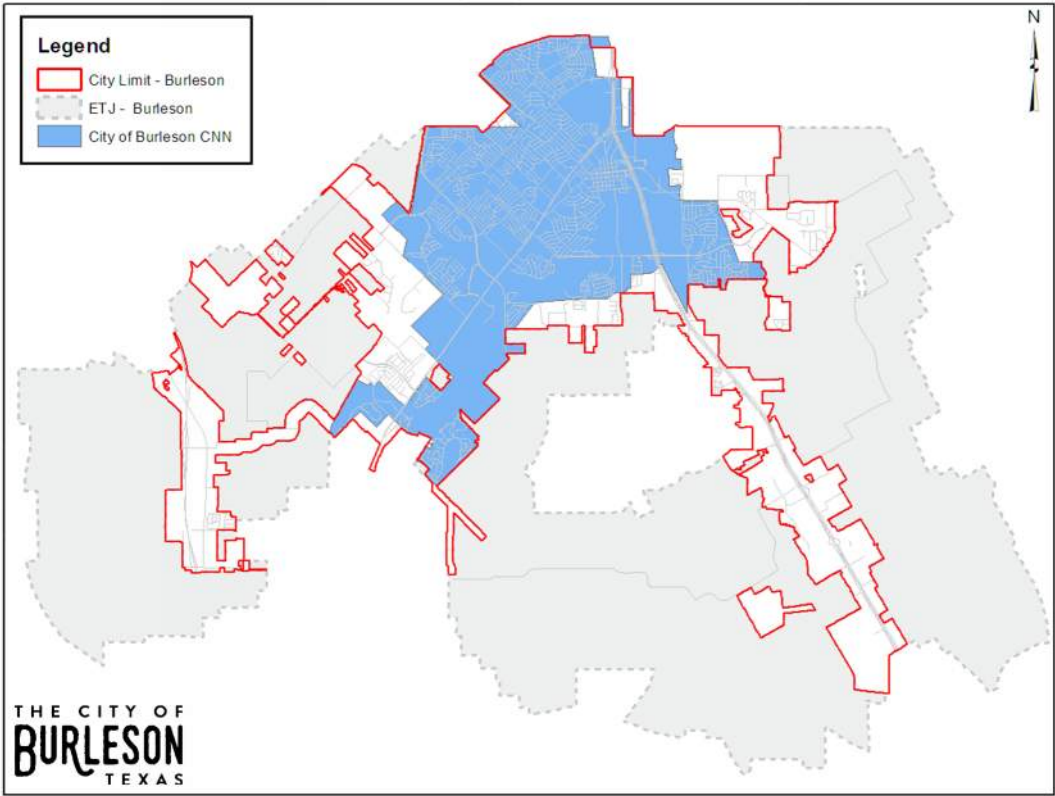 Legend
City Limit - Burleson
ETJ - Burleson
City of Burleson CNN
N
THE CITY OF
BURLESON
TEXAS